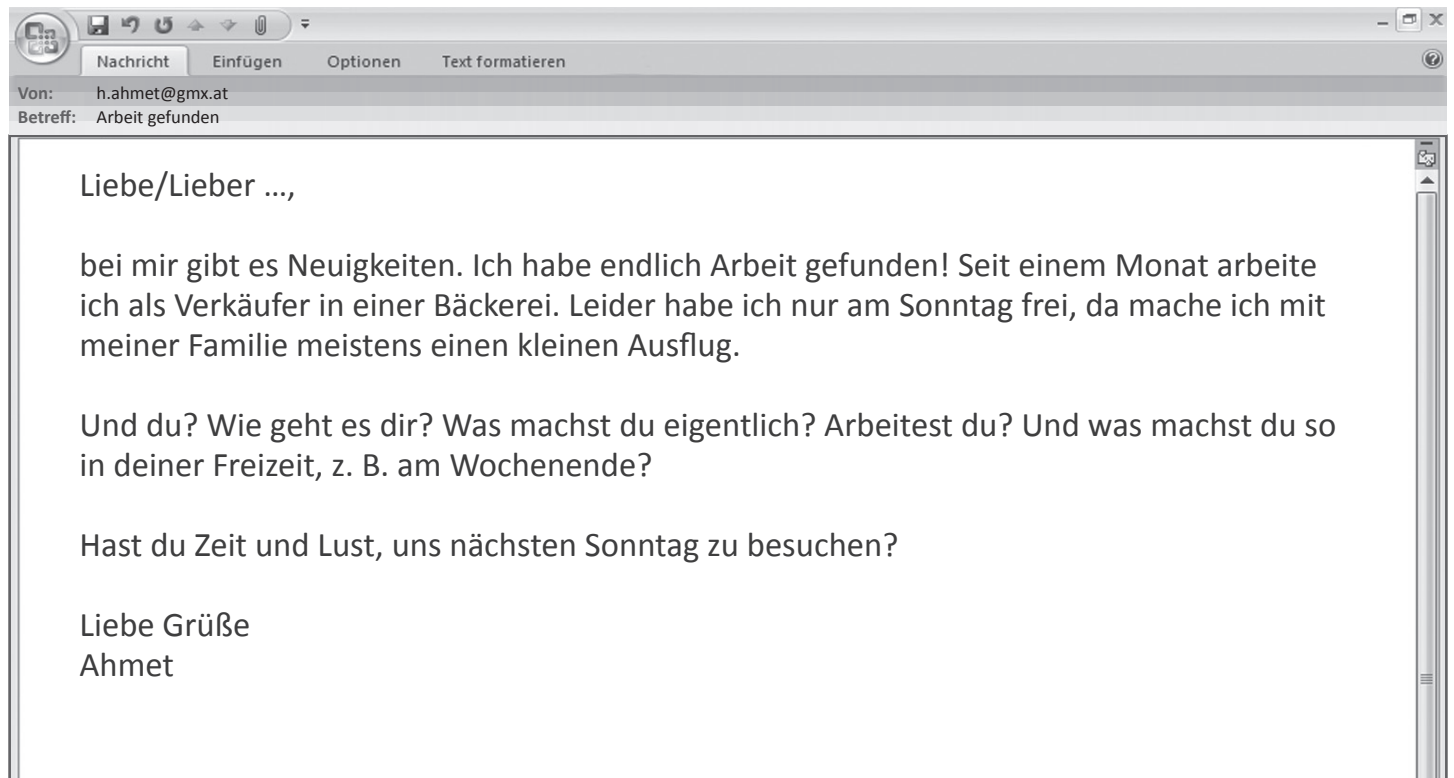 Nachricht Einfügen Optionen Text formatieren
Von: h.ahmet@gmx.at
Betreff: Arbeit gefunden
Liebe/Lieber ...,
bei mir gibt es Neuigkeiten. Ich habe endlich Arbeit gefunden! Seit einem Monat arbeite
ich als Verkäufer in einer Bäckerei. Leider habe ich nur am Sonntag frei, da mache ich mit
meiner Familie meistens einen kleinen Ausflug.
Und du? Wie geht es dir? Was machst du eigentlich? Arbeitest du? Und was machst du so
in deiner Freizeit, z. B. am Wochenende?
Hast du Zeit und Lust, uns nächsten Sonntag zu besuchen?
Liebe Grüße
Ahmet